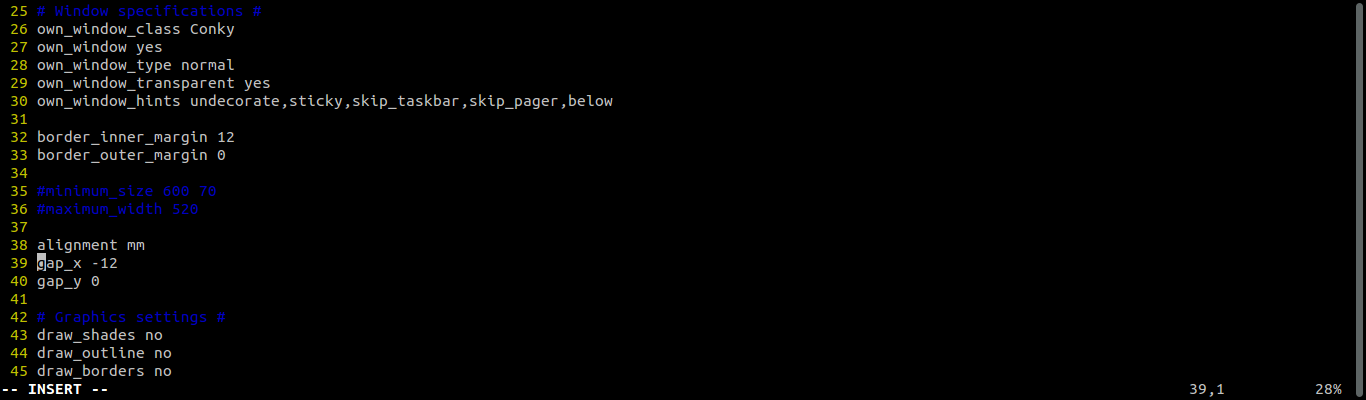 25 # Window specifications #
26 own_window_class Conky
27 own_window yes
28 own_window_type normal
29 own_window_transparent yes
30 own_window_hints undecorate,sticky,skip_taskbar,skip_pager,below
31
32 border_inner_margin 12
33 border_outer_margin 0
34
35 #minimum_size 600 70
36 #maximum_width 520
37
38 alignment mm
39 gap_x -12
40 gap_y 0
41
42 # Graphics settings #
43 draw_shades no
44 draw_outline no
45 draw_borders no
-- INSERT -- 39,1 28%